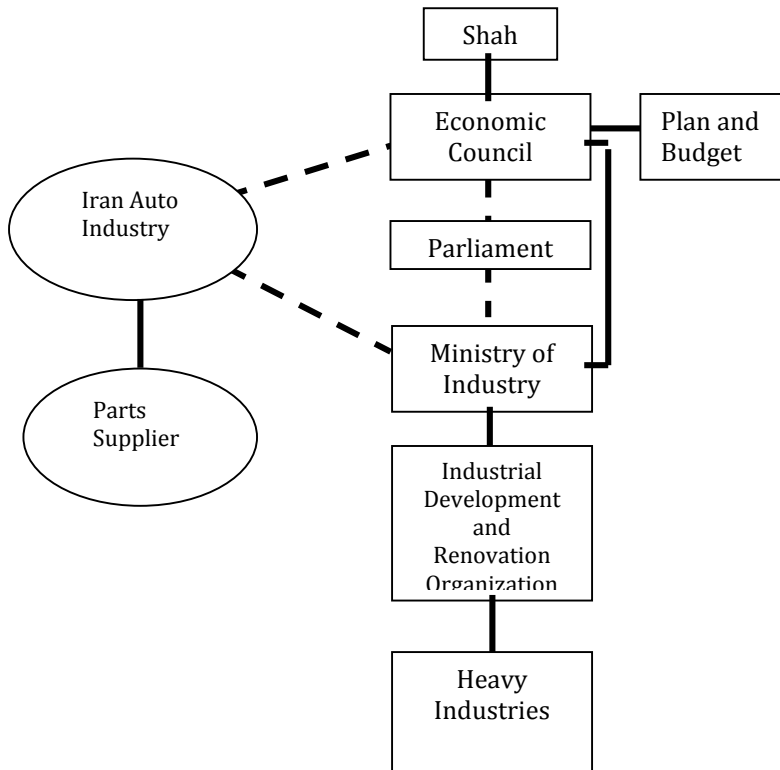 Shah
Economic
Council
Plan and
Budget
Iran Auto
Industry
Parliament
Ministry of
Industry
Parts
Supplier
Industrial
Development
and
Renovation
Organization
Heavy
Industries